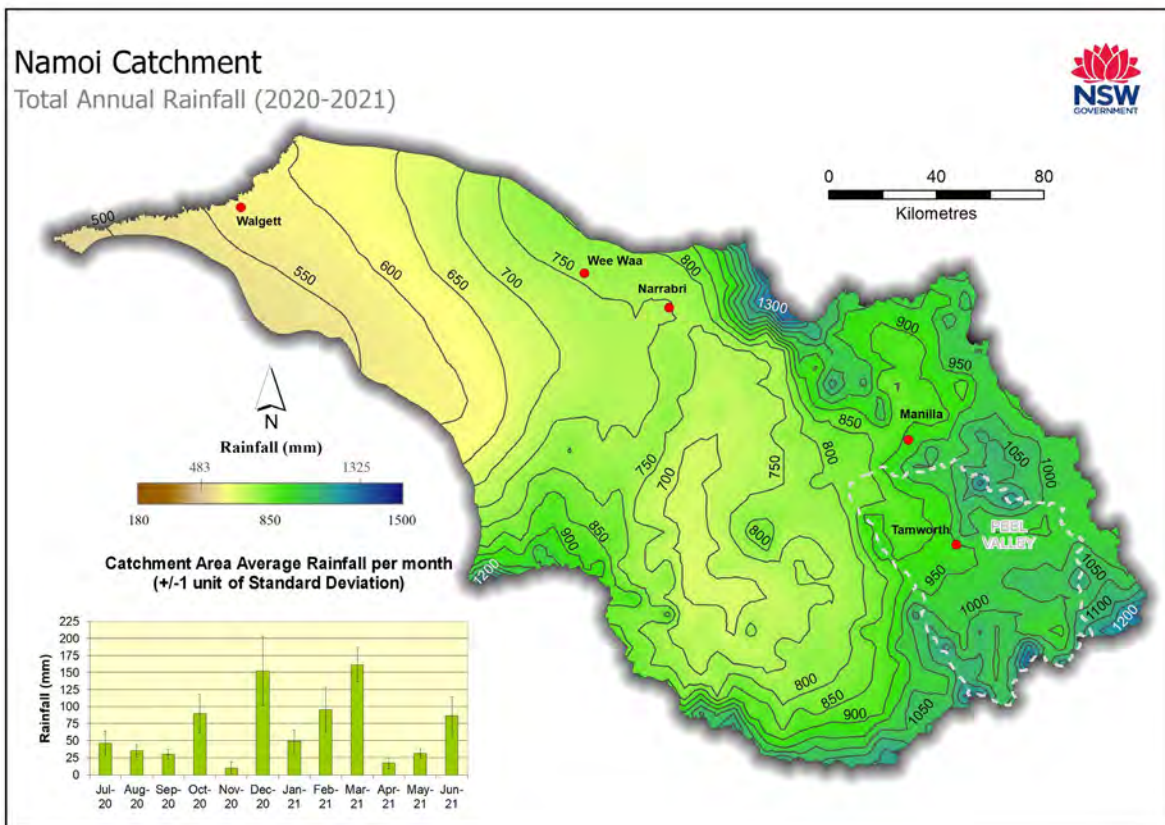 Namoi Catchment
Total Annual Rainfall (2020-2021)
NSW
GOVERNMENT
0 40 80
Kilometres
500
Walgett
550
600
650
700
750
Wee Waa
Narrabri
800
1300
900
950
Manilla
850
800
750
700
750
800
1050
1000
PEEL
VALLEY
Tamworth
950
1000
1050
1100
1200
850
900
1200
800
850
900
1050
N
Rainfall (mm)
483 1325
180 850 1500
Catchment Area Average Rainfall per month
(+/-1 unit of Standard Deviation)
Rainfall (mm)
225
200
175
150
125
100
75
50
25
0
Jul-20
Aug-20
Sep-20
Oct-20
Nov-20
Dec-20
Jan-21
Feb-21
Mar-21
Apr-21
May-21
Jun-21